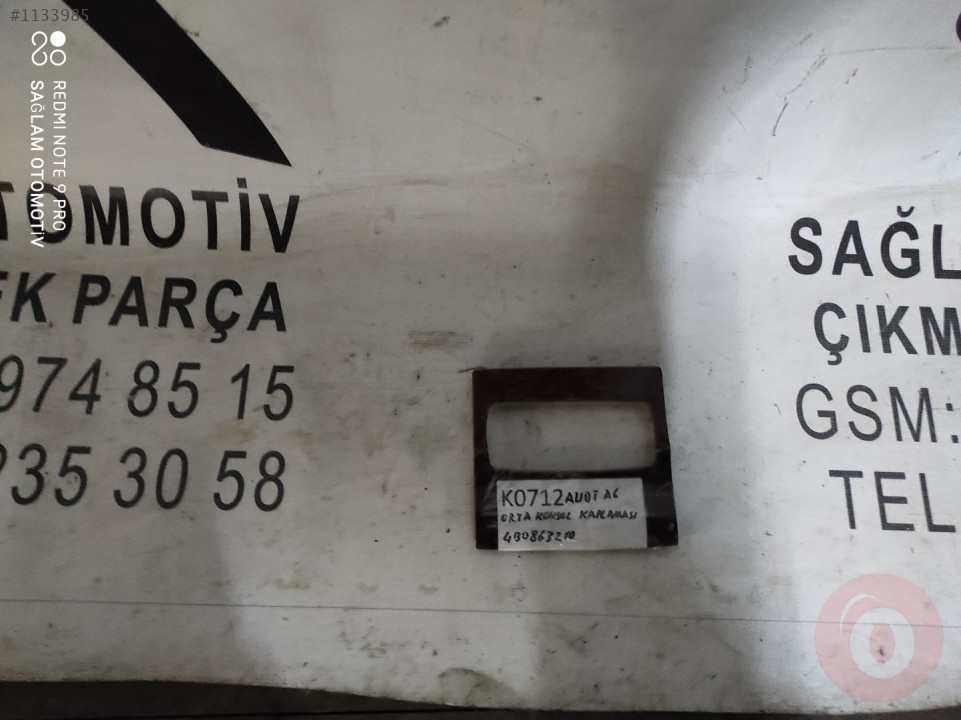 #1133985
REDMI NOTE 9 PRO
SAĞLAM OTOMOTİV
TOMOTİV
EK PARÇA
974 85 15
235 30 58
SAĞL
ÇIKM
GSM:
TEL
K0712 AUDI A6
ORTA KONSOL KAPLAMASI
4B0863210